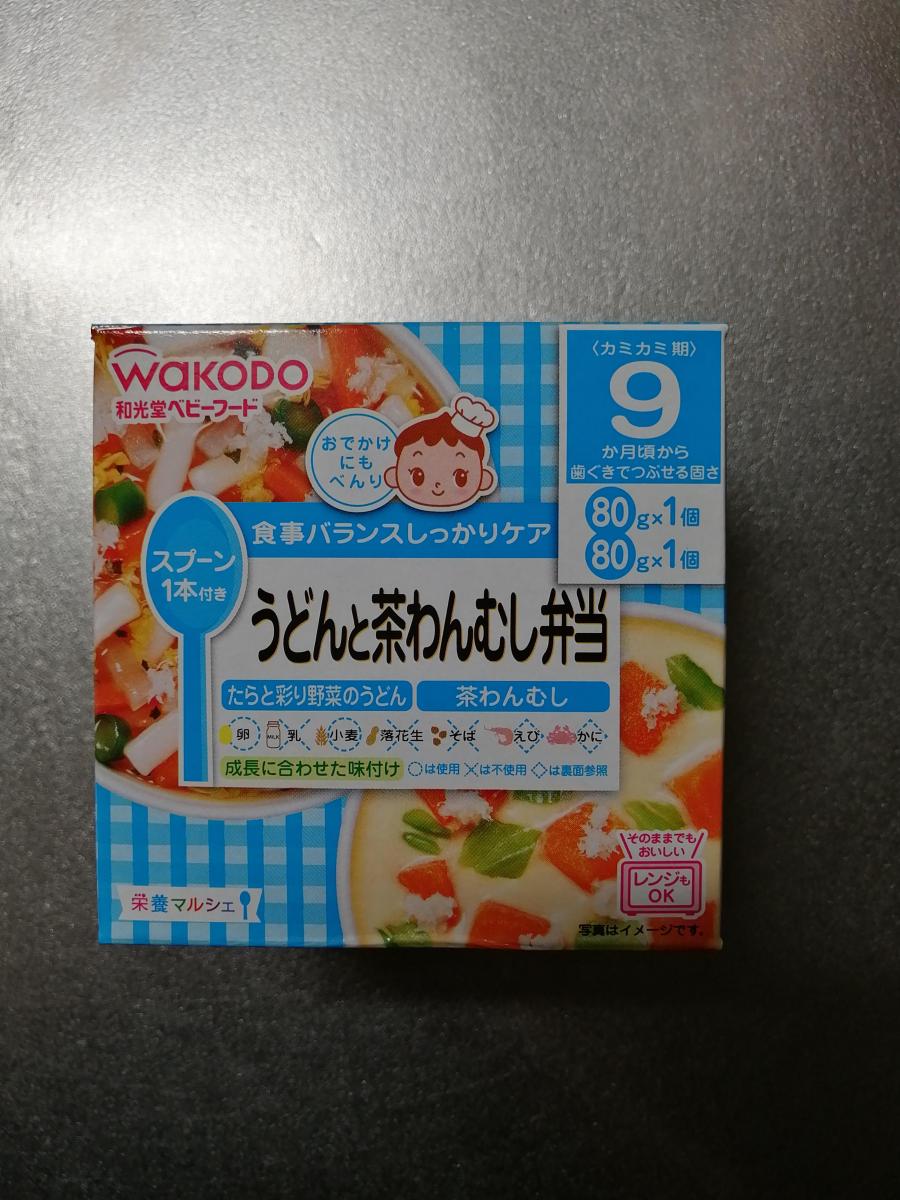 WAKODO
和光堂ベビーフード
おでかけ
にも
べんり
〈カミカミ期〉
9
か月頃から
歯ぐきでつぶせる固さ
80g×1個
80g×1個
食事バランスしっかりケア
スプーン
1本付き
うどんと茶わんむし弁当
たらと彩り野菜のうどん 茶わんむし
卵 MILK 乳 小麦 落花生 そば えび かに
成長に合わせた味付け ○は使用 ×は不使用 ◇は裏面参照
そのままでも
おいしい
レンジも
OK
栄養マルシェ
写真はイメージです。